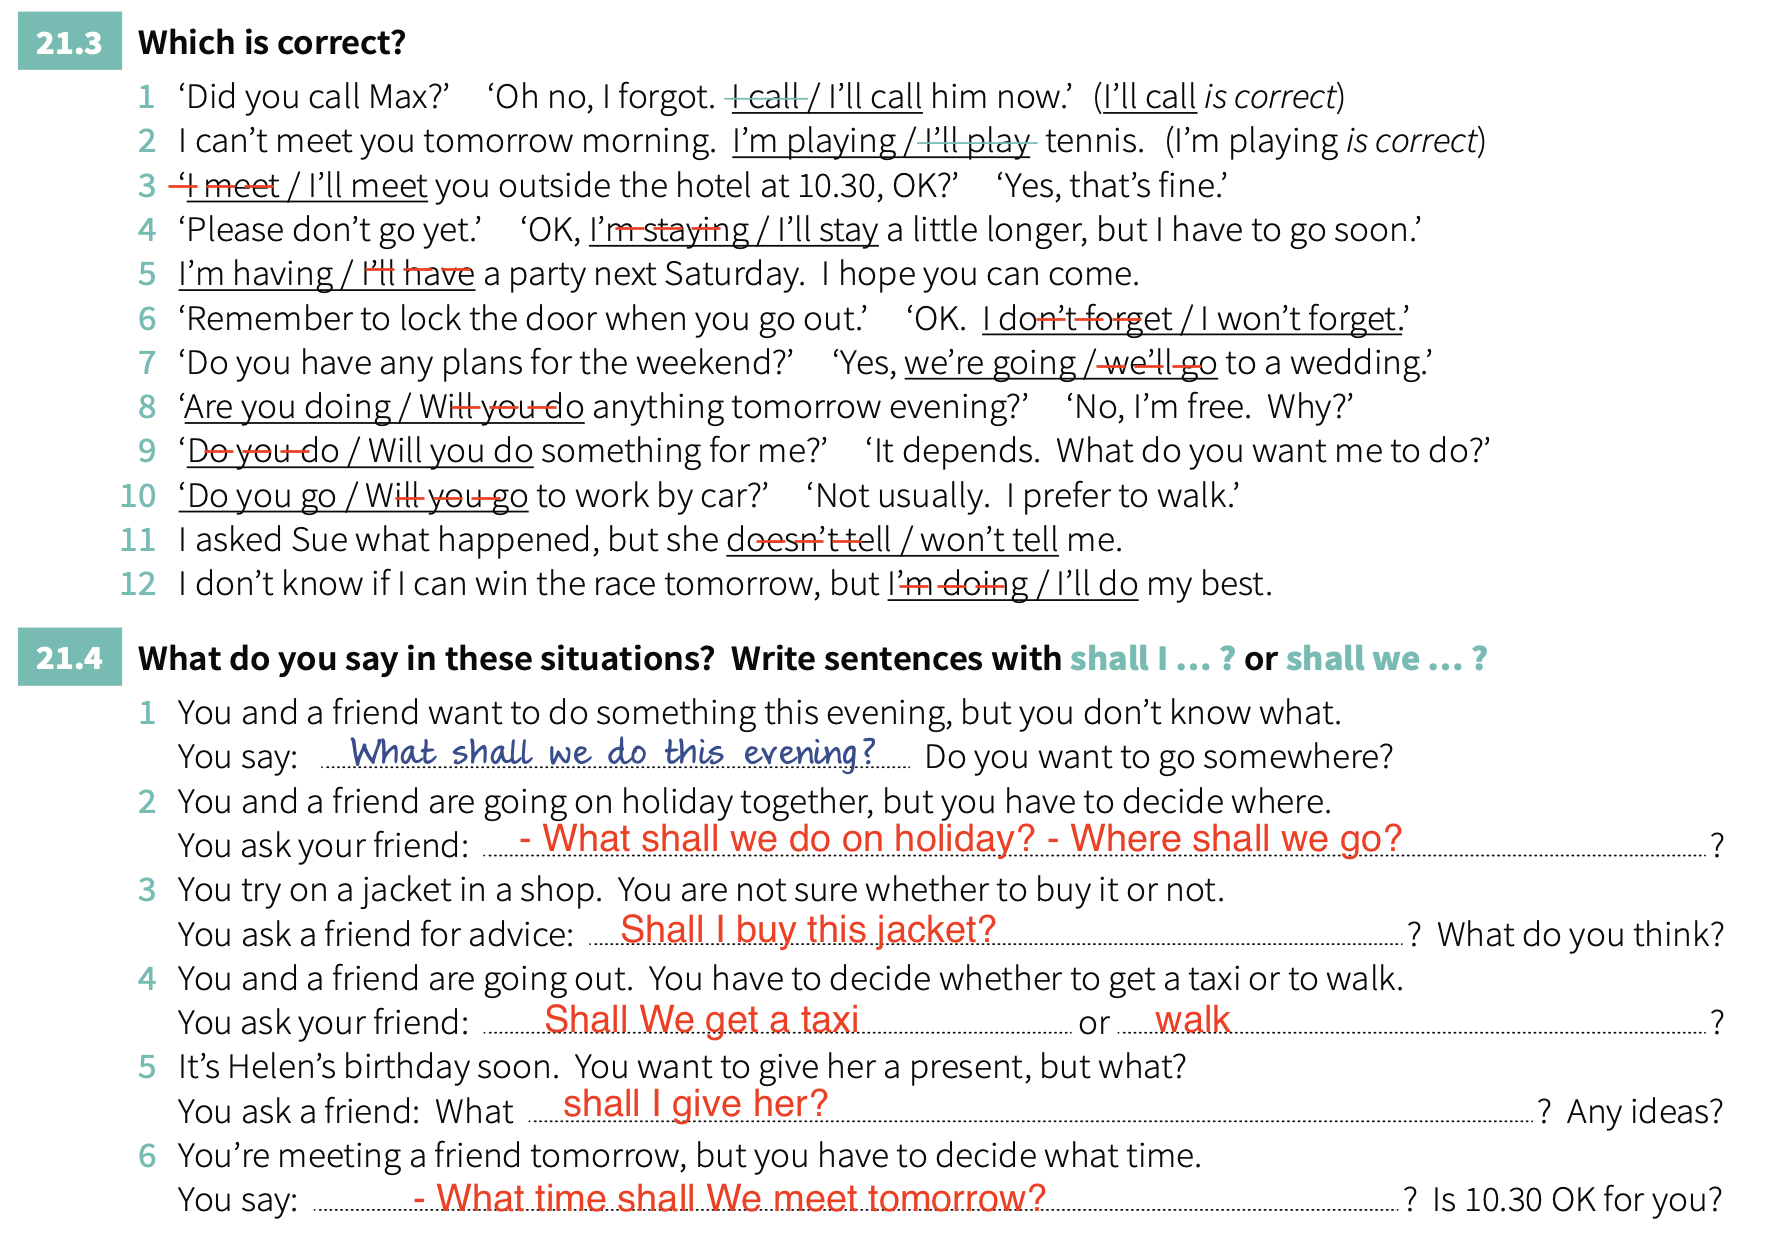 21.3 Which is correct?
1 ‘Did you call Max?’ ‘Oh no, I forgot. I call / I’ll call him now.’ (I’ll call is correct)
2 I can’t meet you tomorrow morning. I’m playing / I’ll play tennis. (I’m playing is correct)
3 ‘I meet / I’ll meet you outside the hotel at 10.30, OK?’ ‘Yes, that’s fine.’
4 ‘Please don’t go yet.’ ‘OK, I’m staying / I’ll stay a little longer, but I have to go soon.’
5 I’m having / I’ll have a party next Saturday. I hope you can come.
6 ‘Remember to lock the door when you go out.’ ‘OK. I don’t forget / I won’t forget.’
7 ‘Do you have any plans for the weekend?’ ‘Yes, we’re going / we’ll go to a wedding.’
8 ‘Are you doing / Will you do anything tomorrow evening?’ ‘No, I’m free. Why?’
9 ‘Do you do / Will you do something for me?’ ‘It depends. What do you want me to do?’
10 ‘Do you go / Will you go to work by car?’ ‘Not usually. I prefer to walk.’
11 I asked Sue what happened, but she doesn’t tell / won’t tell me.
12 I don’t know if I can win the race tomorrow, but I’m doing / I’ll do my best.
21.4 What do you say in these situations? Write sentences with shall I ... ? or shall we ... ?
1 You and a friend want to do something this evening, but you don’t know what.
You say: What shall we do this evening? Do you want to go somewhere?
2 You and a friend are going on holiday together, but you have to decide where.
You ask your friend: - What shall we do on holiday? - Where shall we go? ?
3 You try on a jacket in a shop. You are not sure whether to buy it or not.
You ask a friend for advice: Shall I buy this jacket? ? What do you think?
4 You and a friend are going out. You have to decide whether to get a taxi or to walk.
You ask your friend: Shall We get a taxi or walk ?
5 It’s Helen’s birthday soon. You want to give her a present, but what?
You ask a friend: What shall I give her? ? Any ideas?
6 You’re meeting a friend tomorrow, but you have to decide what time.
You say: - What time shall We meet tomorrow? ? Is 10.30 OK for you?